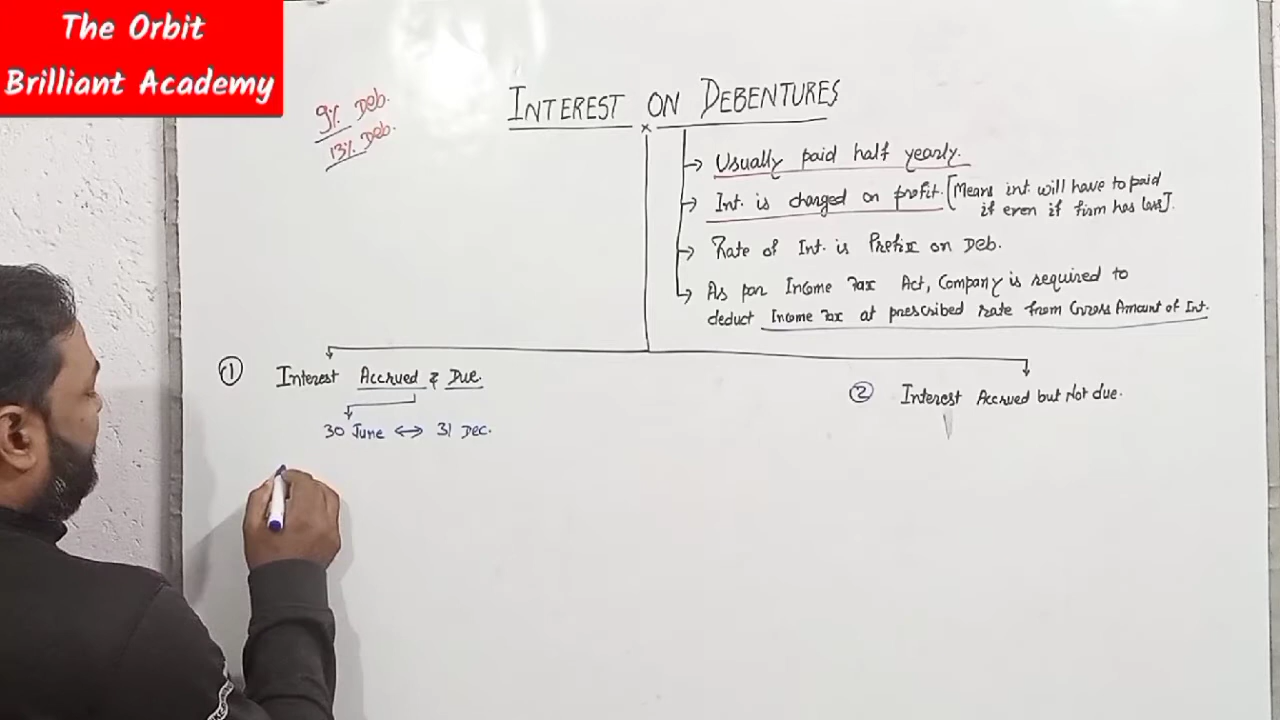 The Orbit
Brilliant Academy
9% Deb.
13% Deb.
INTEREST ON DEBENTURES
Usually paid half yearly.
Int. is charged on profit. [Means int. will have to paid
if even if firm has loss].
Rate of Int. is Prefix on Deb.
As per Income Tax Act, Company is required to
deduct Income Tax at prescribed rate from Gross Amount of Int.
① Interest Accrued & Due.
30 June ↔ 31 Dec.
② Interest Accrued but Not due.